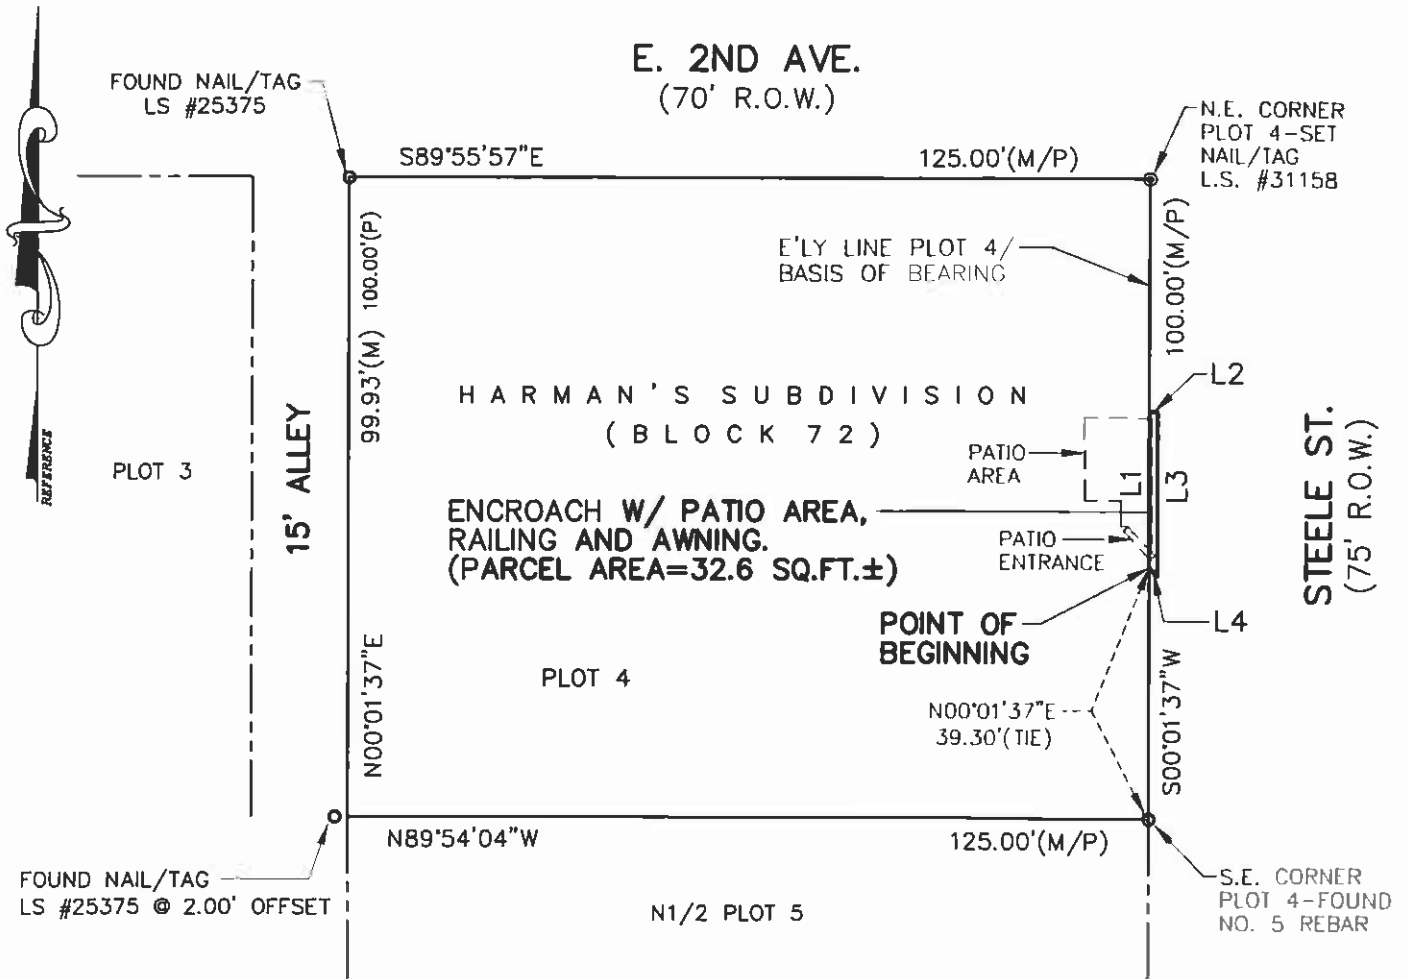 E. 2ND AVE.
(70' R.O.W.)
FOUND NAIL/TAG
LS #25375
N.E. CORNER
PLOT 4-SET
NAIL/TAG
L.S. #31158
S89°55'57"E
125.00'(M/P)
E'LY LINE PLOT 4/
BASIS OF BEARING
100.00'(M/P)
99.93'(M) 100.00'(P)
HARMAN'S SUBDIVISION
(BLOCK 72)
L2
PATIO
AREA
L1
L3
STEELE ST.
(75' R.O.W.)
REFERENCE
PLOT 3
15' ALLEY
ENCROACH W/ PATIO AREA,
RAILING AND AWNING.
(PARCEL AREA=32.6 SQ.FT.±)
PATIO
ENTRANCE
POINT OF
BEGINNING
L4
N00°01'37"E
PLOT 4
N00°01'37"E
39.30'(TIE)
S00°01'37"W
N89°54'04"W
125.00'(M/P)
FOUND NAIL/TAG
LS #25375 @ 2.00' OFFSET
N1/2 PLOT 5
S.E. CORNER
PLOT 4-FOUND
NO. 5 REBAR